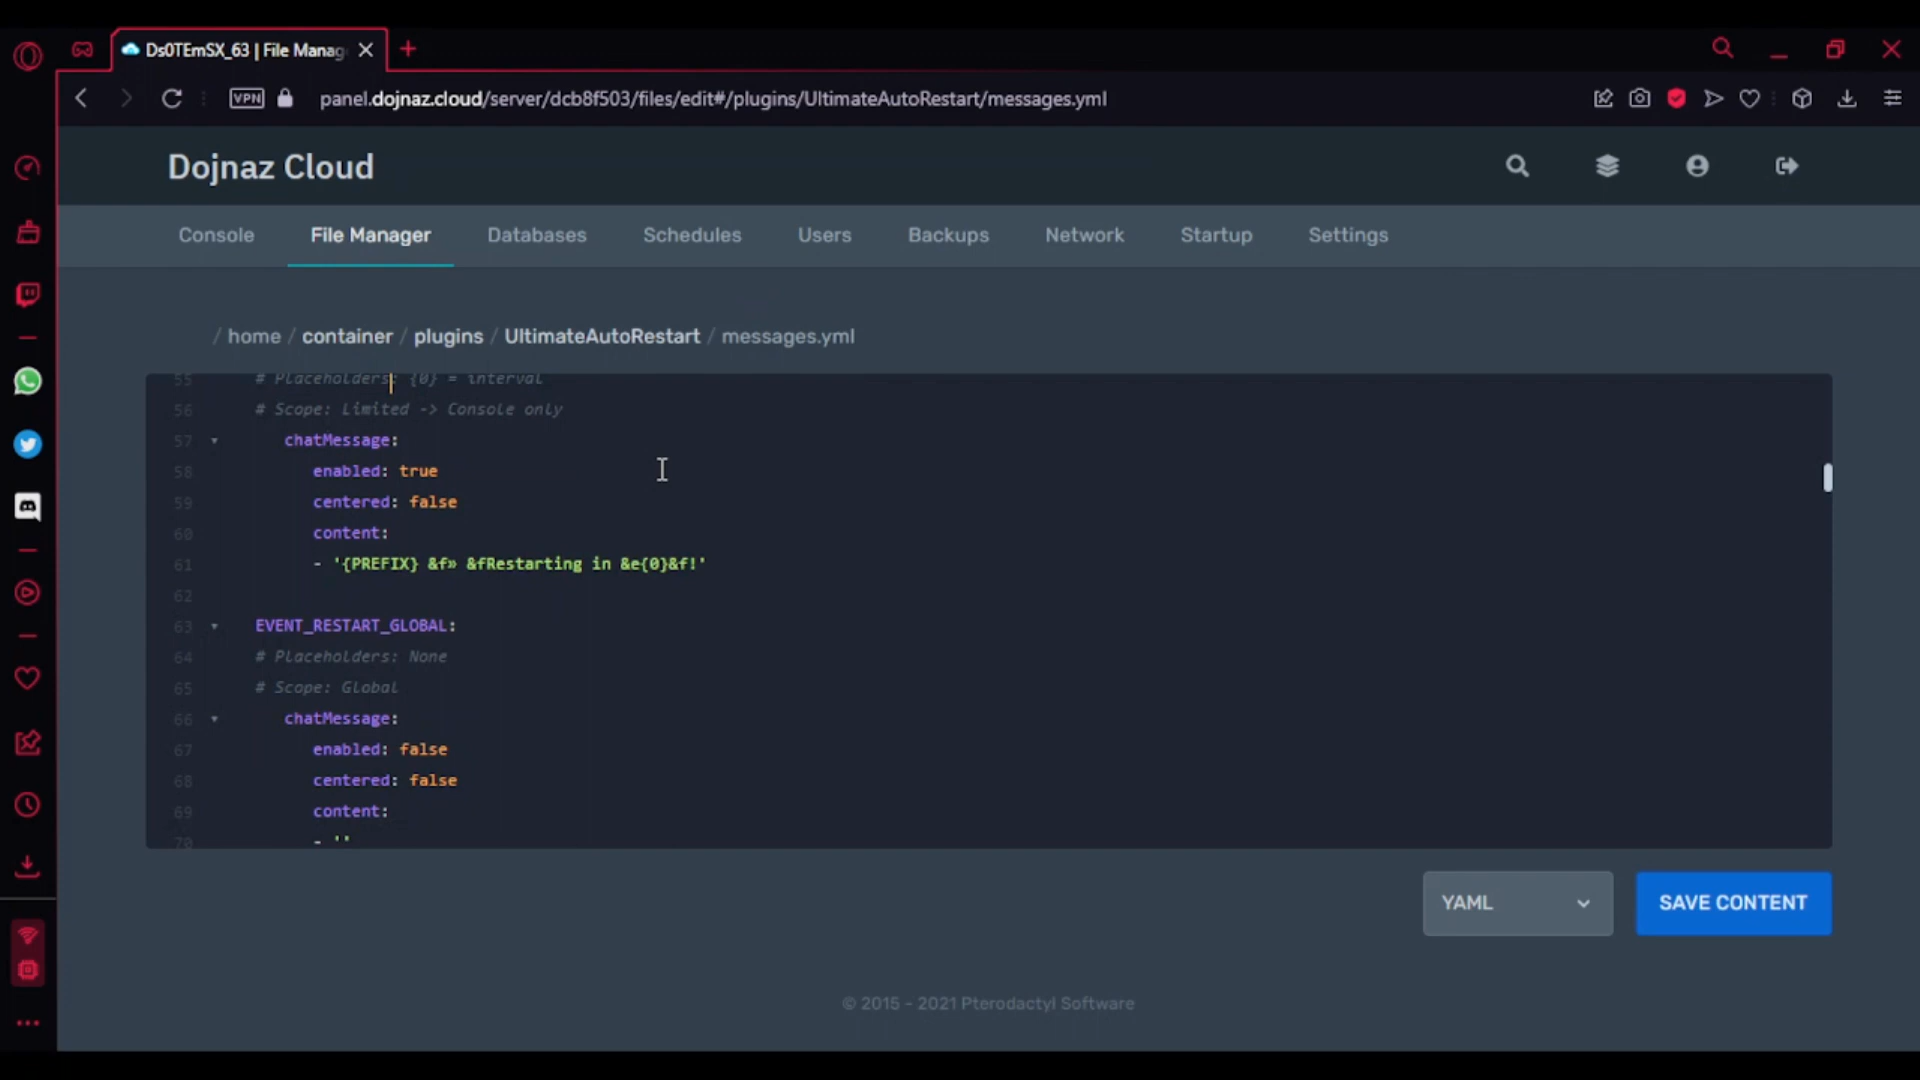 Ds0TEmSX_63 | File Manag
VPN
panel.dojnaz.cloud/server/dcb8f503/files/edit#/plugins/UltimateAutoRestart/messages.yml
Dojnaz Cloud
Console File Manager Databases Schedules Users Backups Network Startup Settings
/ home / container / plugins / UltimateAutoRestart / messages.yml
55 # Placeholders: {0} = interval
56 # Scope: Limited -> Console only
57 chatMessage:
58 enabled: true
59 centered: false
60 content:
61 - '{PREFIX} &f» &fRestarting in &e{0}&f!'
62
63 EVENT_RESTART_GLOBAL:
64 # Placeholders: None
65 # Scope: Global
66 chatMessage:
67 enabled: false
68 centered: false
69 content:
70 - ''
YAML
SAVE CONTENT
© 2015 - 2021 Pterodactyl Software